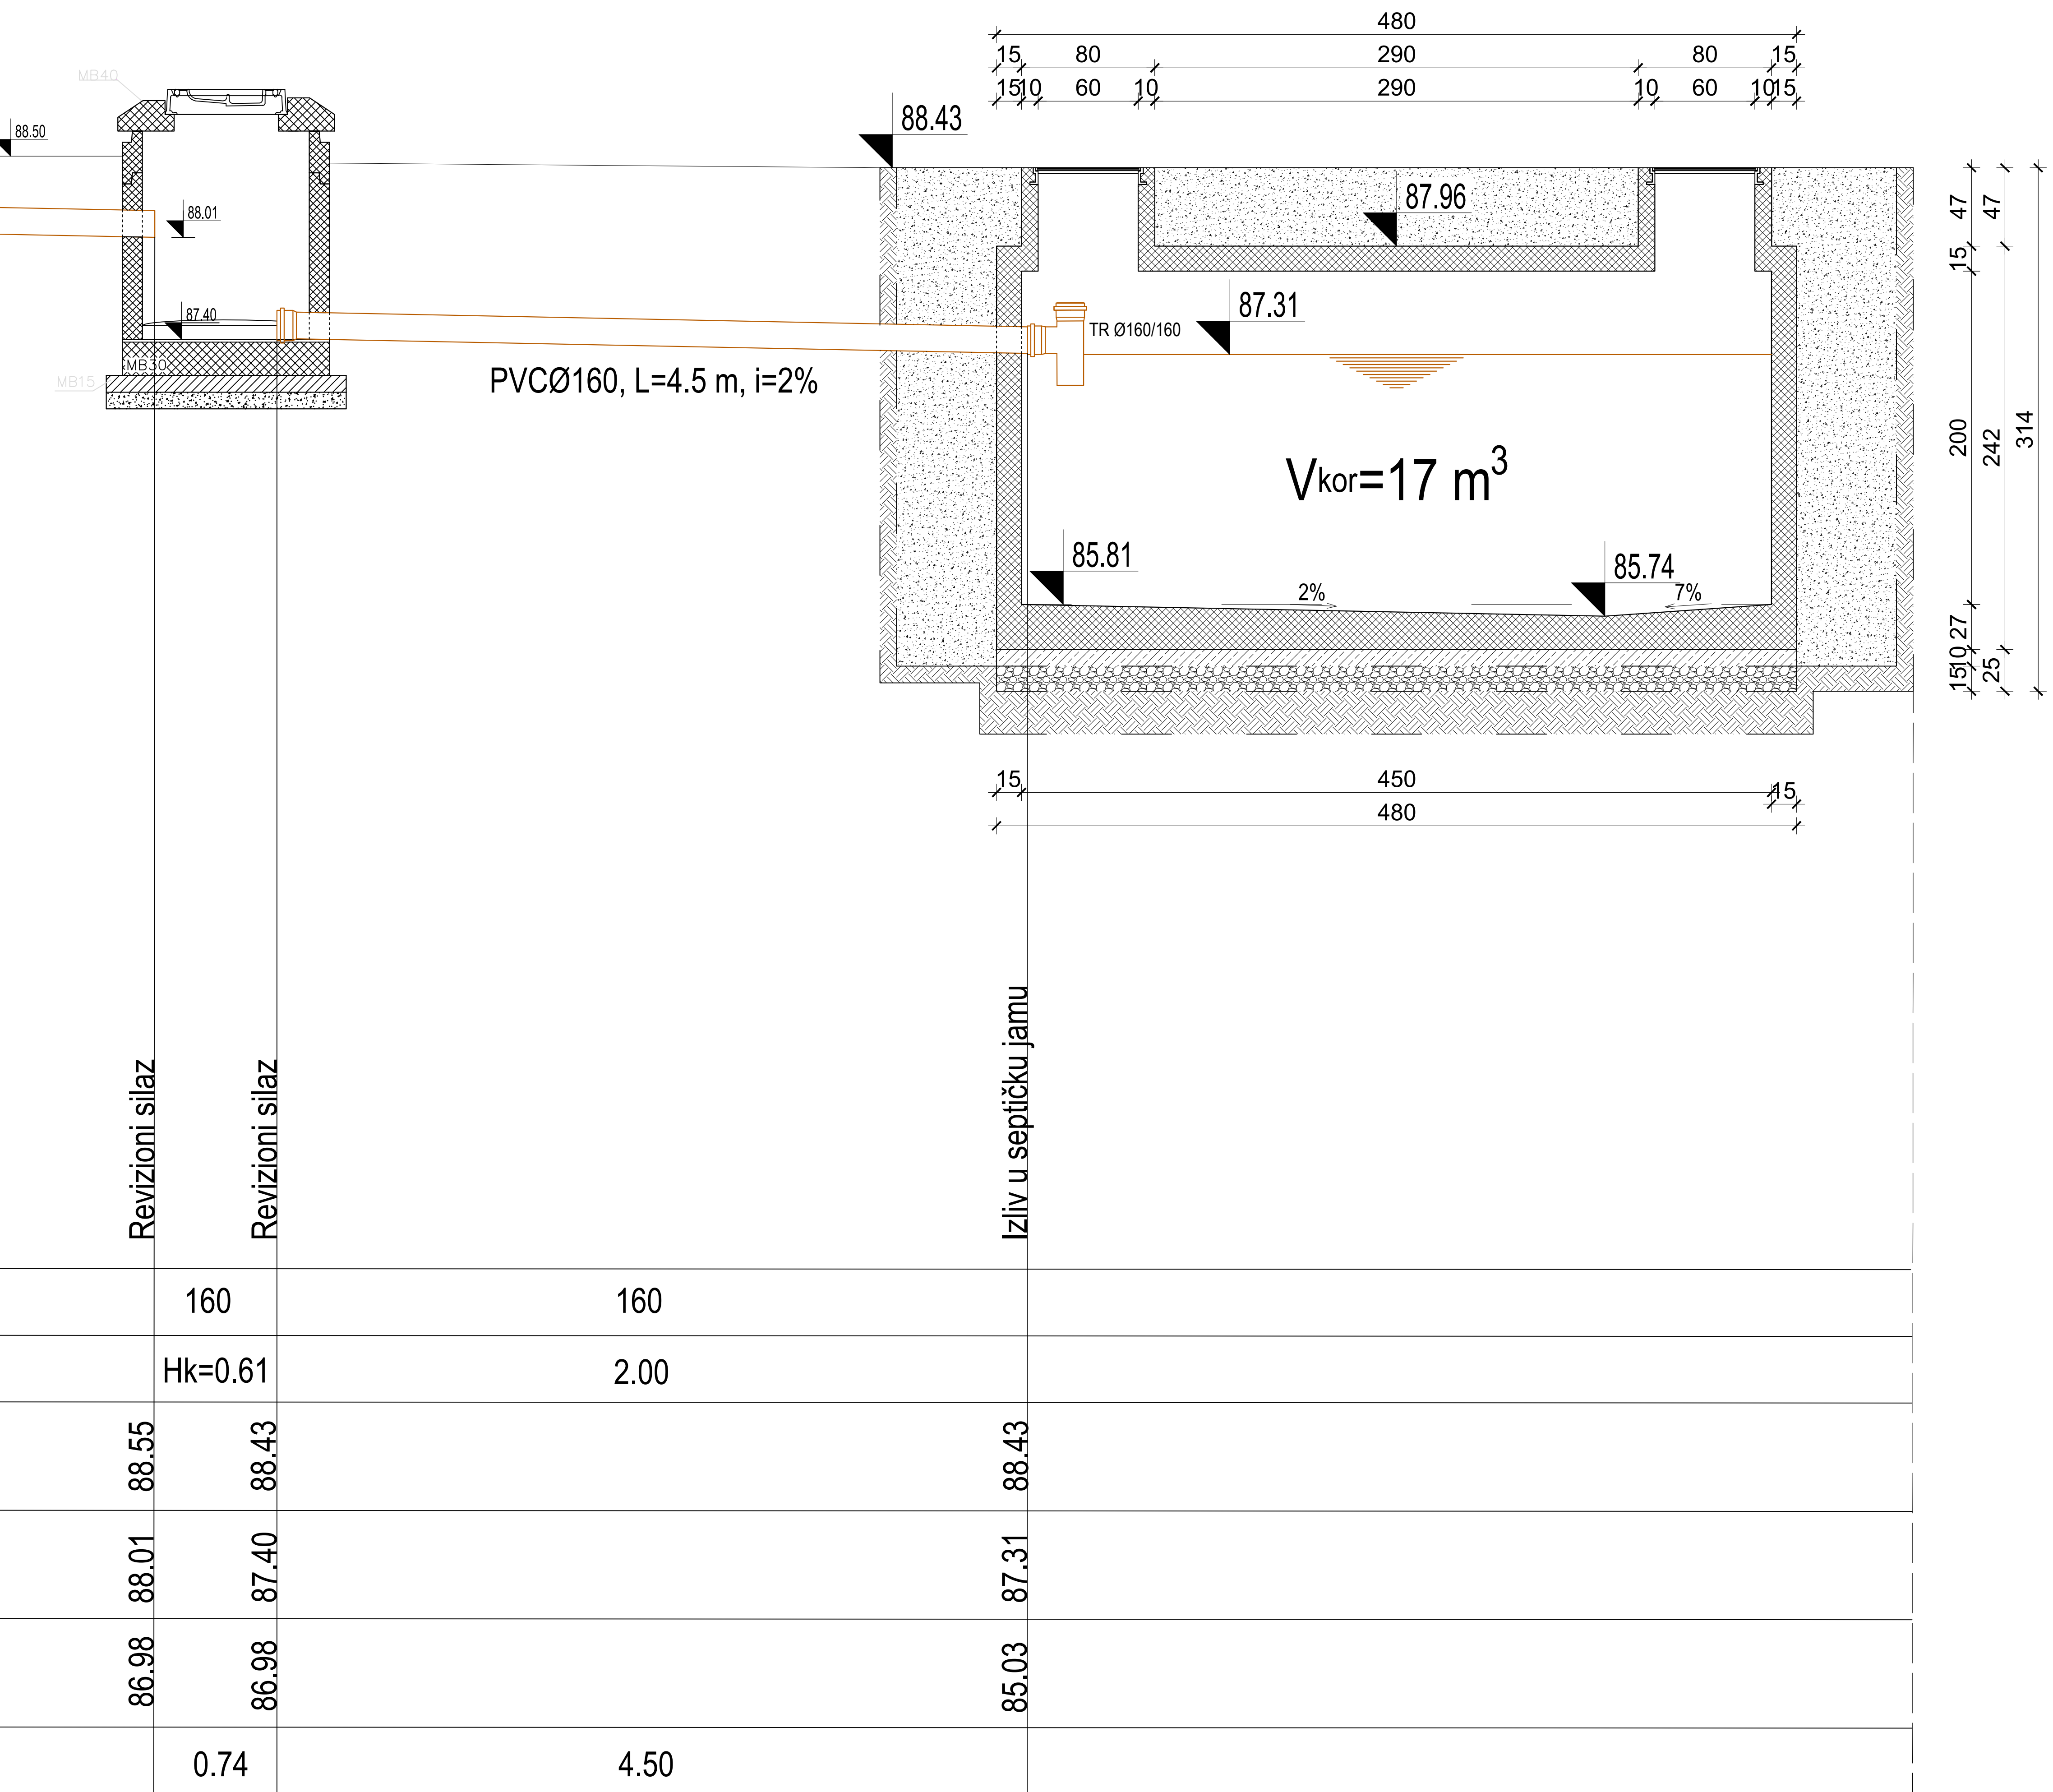 480
15 80 290 80 15
15 10 60 10 290 10 60 10 15
MB40
88.50
88.43
87.96
88.01
87.31
87.40
TR Ø160/160
MB30
MB15
PVCØ160, L=4.5 m, i=2%
Vkor=17 m³
85.81
85.74
2%
7%
47
15
200
27
10
15
47
242
25
314
15 450 15
480
Revizioni silaz
Revizioni silaz
Izliv u septičku jamu
160 160
Hk=0.61 2.00
88.55 88.43 88.43
88.01 87.40 87.31
86.98 86.98 85.03
0.74 4.50